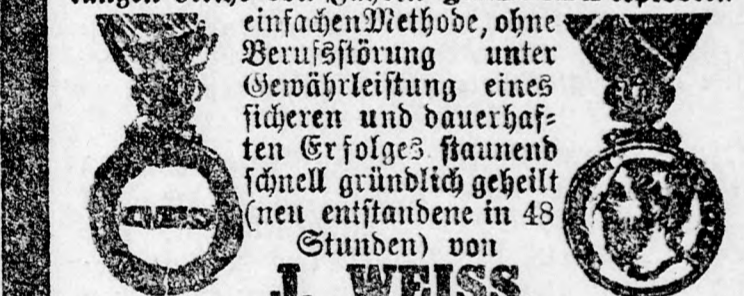 einfachen Methode, ohne
Berufsstörung unter
Gewährleistung eines
sicheren und dauerhaf-
ten Erfolges staunend
schnell gründlich geheilt
(neu entstandene in 48
Stunden) von
J. WEISS